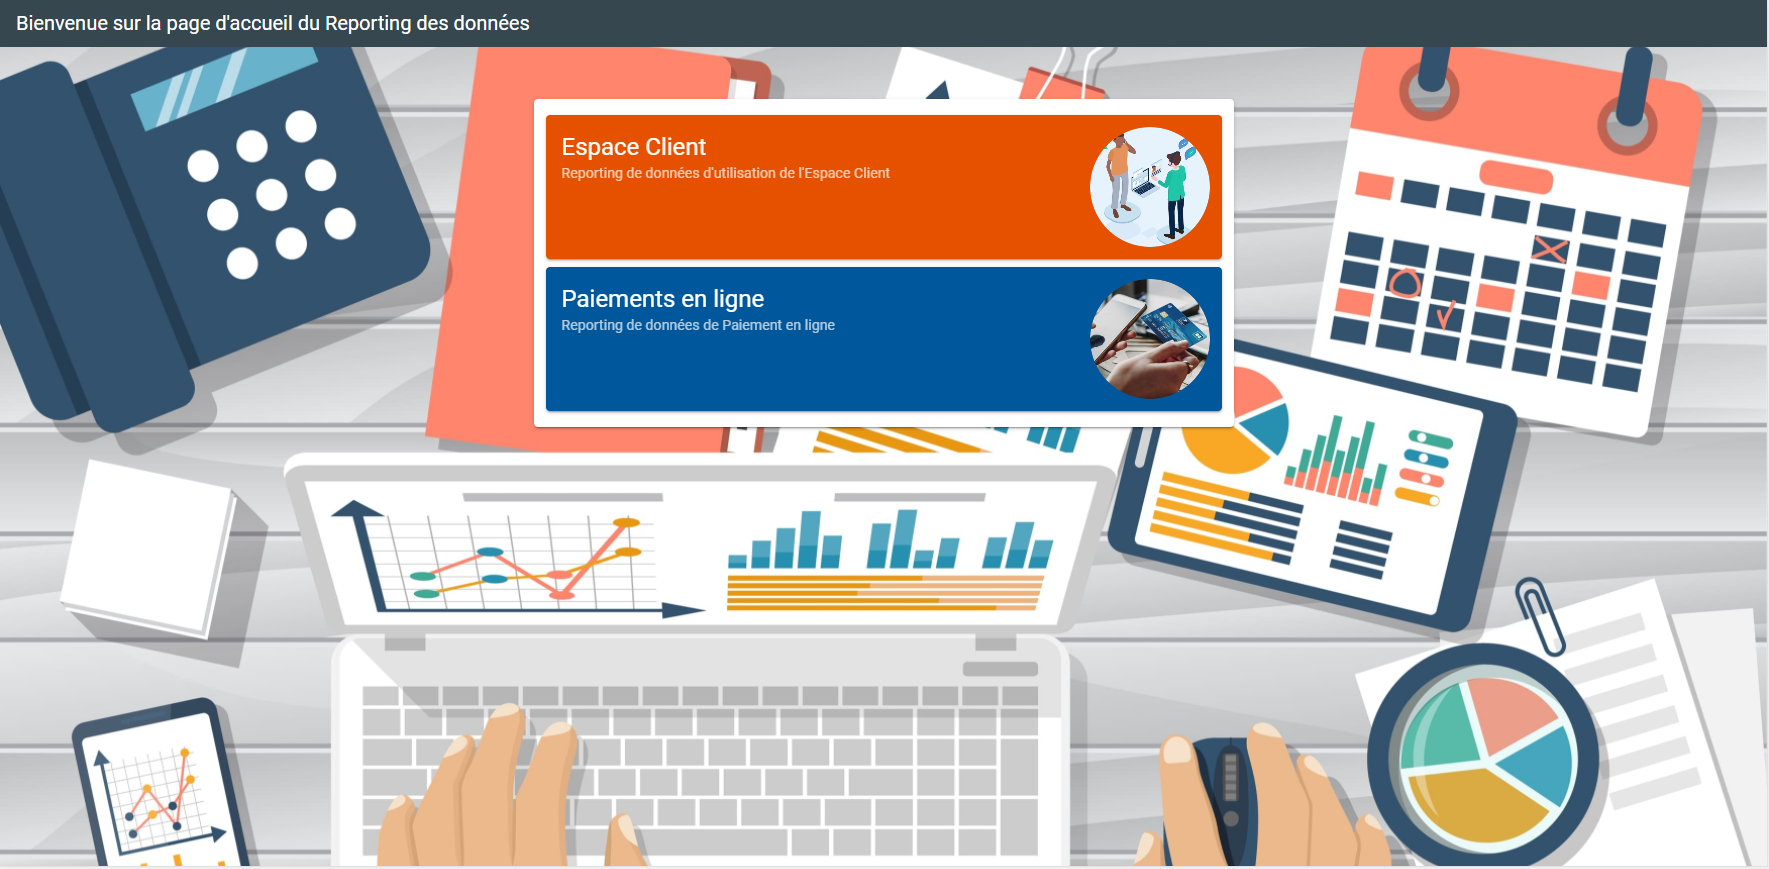 Bienvenue sur la page d'accueil du Reporting des données
Espace Client
Reporting de données d'utilisation de l'Espace Client
Paiements en ligne
Reporting de données de Paiement en ligne